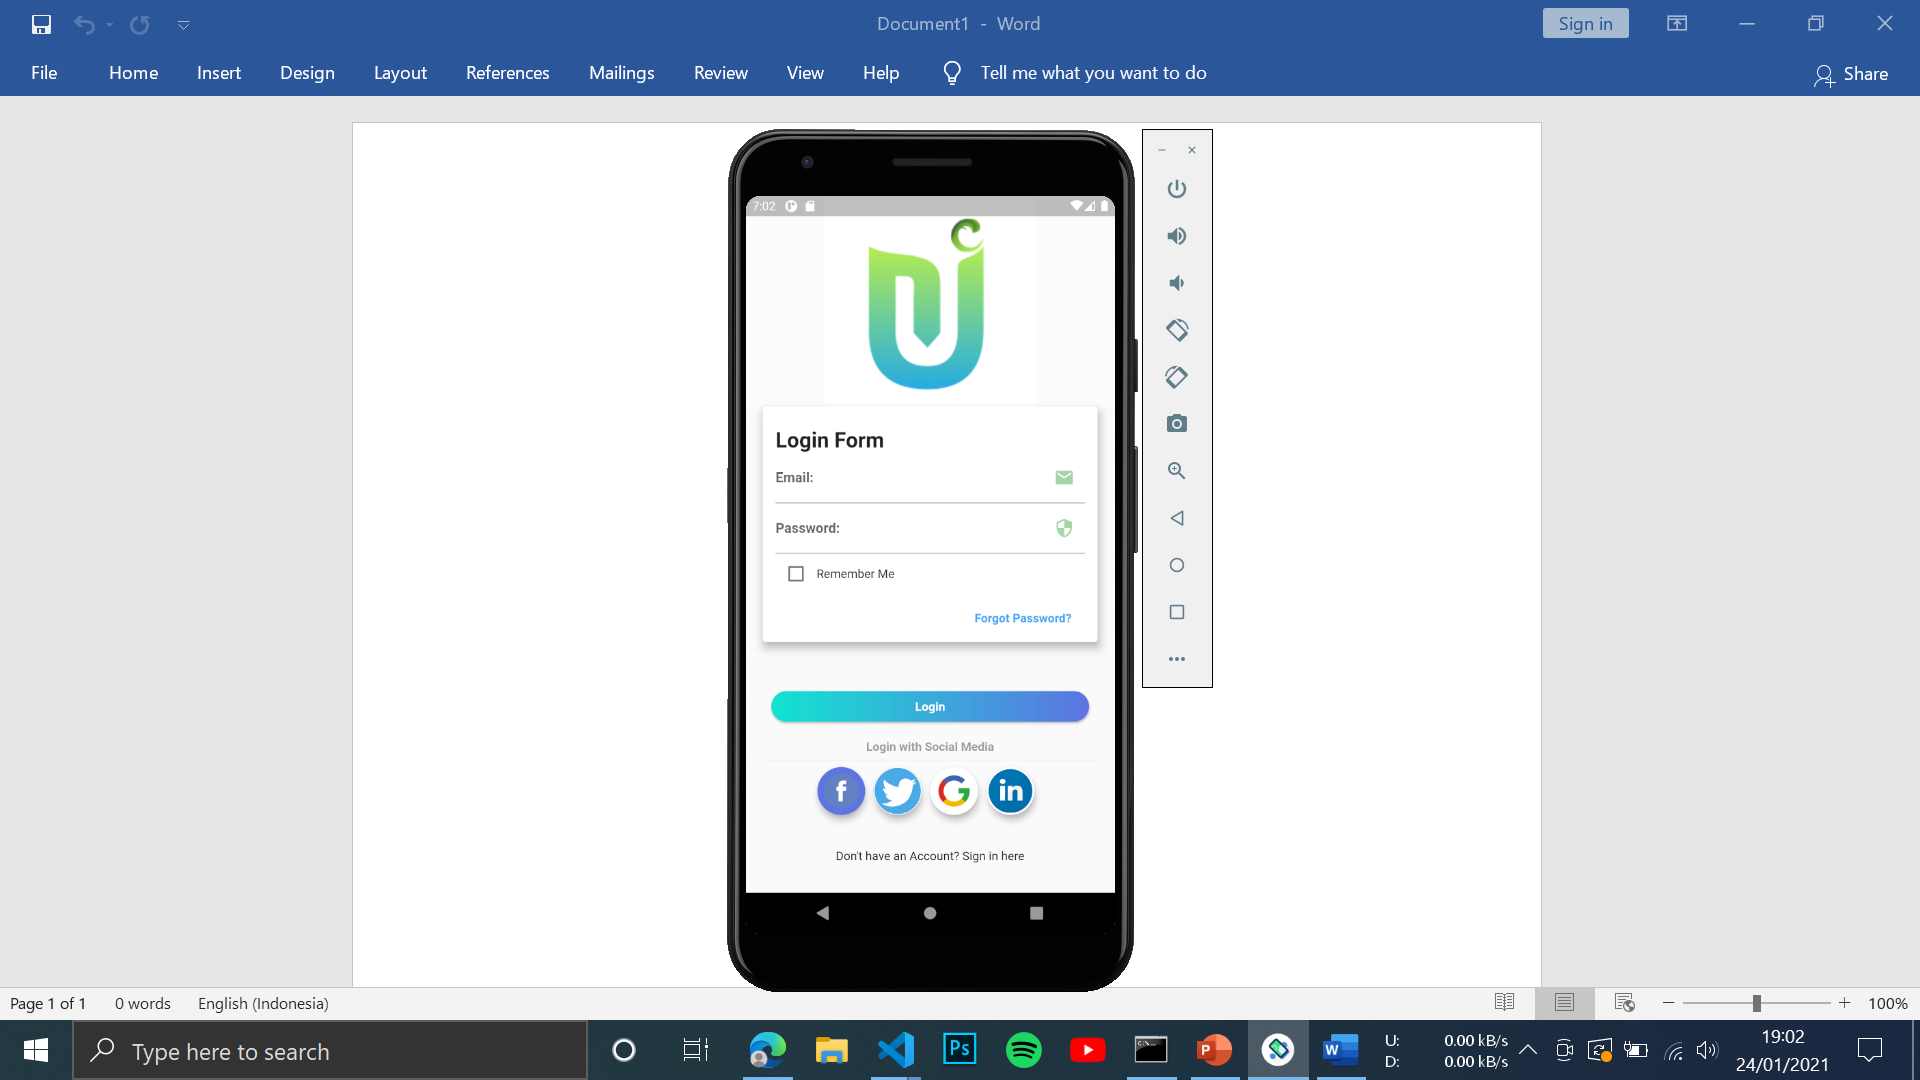 Document1 - Word
Sign in
File Home Insert Design Layout References Mailings Review View Help Tell me what you want to do Share
7:02
Login Form
Email:
Password:
Remember Me
Forgot Password?
Login
Login with Social Media
f G in
Don't have an Account? Sign in here
Page 1 of 1 0 words English (Indonesia) 100%
Type here to search
Ps
P
W
U: 0.00 kB/s
D: 0.00 kB/s
19:02
24/01/2021